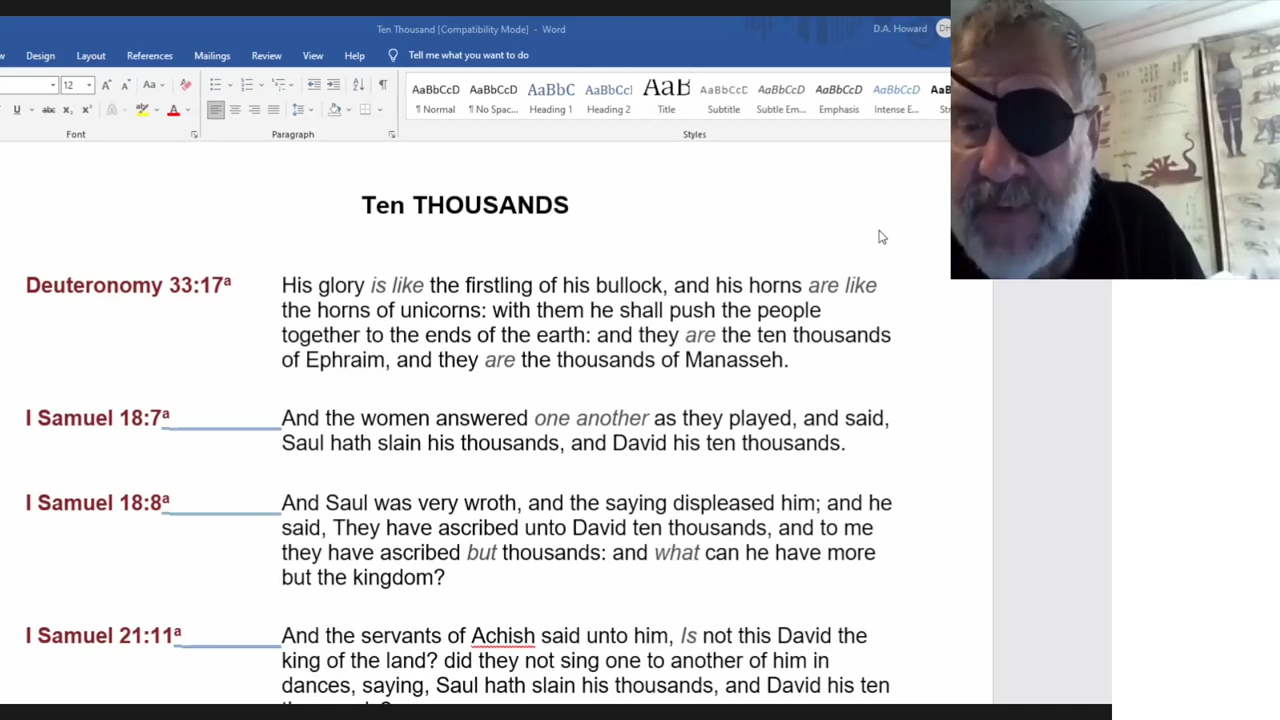 Ten Thousand [Compatibility Mode] - Word
D.A. Howard
Design Layout References Mailings Review View Help Tell me what you want to do
12 Aa
U abc x² A
AaBbCcD AaBbCcD AaBbC AaBbCcI AaB AaBbCcD AaBbCcD AaBbCcD AaBbCcD
¶ Normal ¶ No Spac... Heading 1 Heading 2 Title Subtitle Subtle Em... Emphasis Intense E...
Font Paragraph Styles
Ten THOUSANDS
Deuteronomy 33:17ª His glory is like the firstling of his bullock, and his horns are like
the horns of unicorns: with them he shall push the people
together to the ends of the earth: and they are the ten thousands
of Ephraim, and they are the thousands of Manasseh.
I Samuel 18:7ª And the women answered one another as they played, and said,
Saul hath slain his thousands, and David his ten thousands.
I Samuel 18:8ª And Saul was very wroth, and the saying displeased him; and he
said, They have ascribed unto David ten thousands, and to me
they have ascribed but thousands: and what can he have more
but the kingdom?
I Samuel 21:11ª And the servants of Achish said unto him, Is not this David the
king of the land? did they not sing one to another of him in
dances, saying, Saul hath slain his thousands, and David his ten